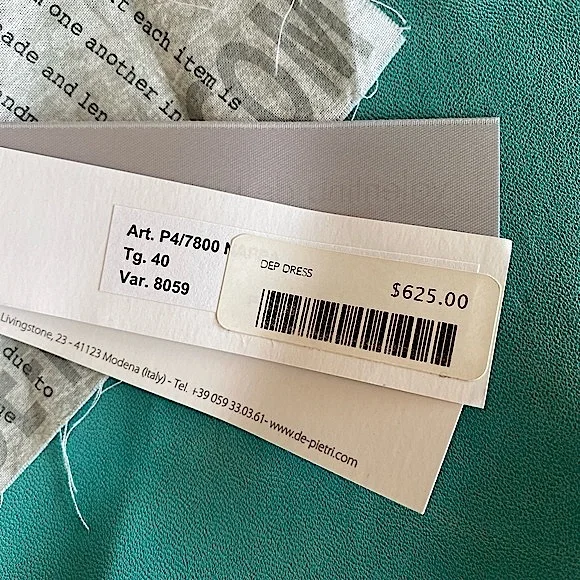 t each item is
one another in
ade and len
Art. P4/7800
Tg. 40
Var. 8059
DEP DRESS
$625.00
Livingstone, 23 - 41123 Modena (Italy) - Tel. +39 059 33.03.61- www.de-pietri.com
due to